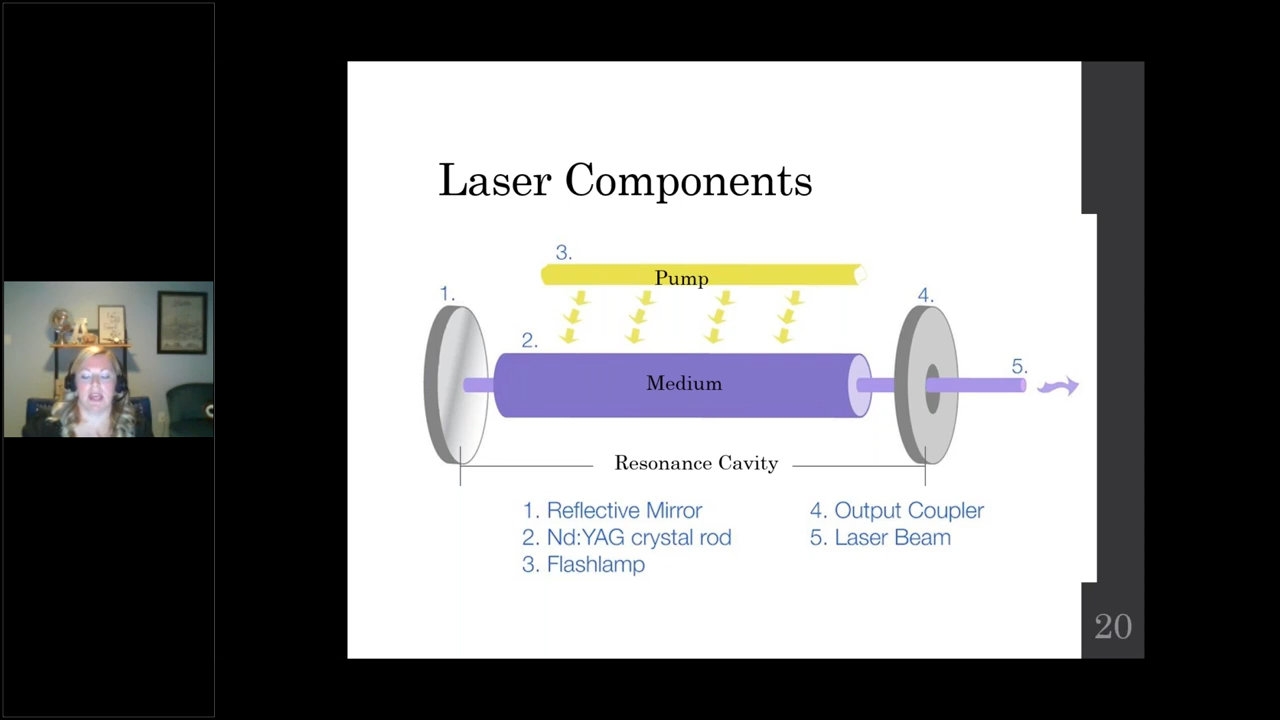 Laser Components
3.
Pump
1.
4.
2.
5.
Medium
Resonance Cavity
1. Reflective Mirror
2. Nd:YAG crystal rod
3. Flashlamp
4. Output Coupler
5. Laser Beam
20